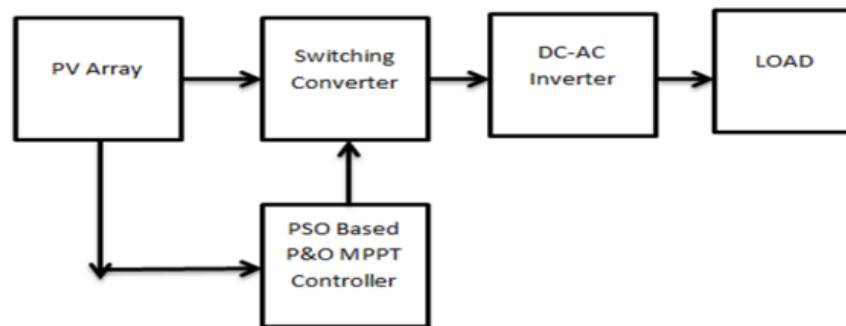 PV Array
Switching
Converter
DC-AC
Inverter
LOAD
PSO Based
P&O MPPT
Controller